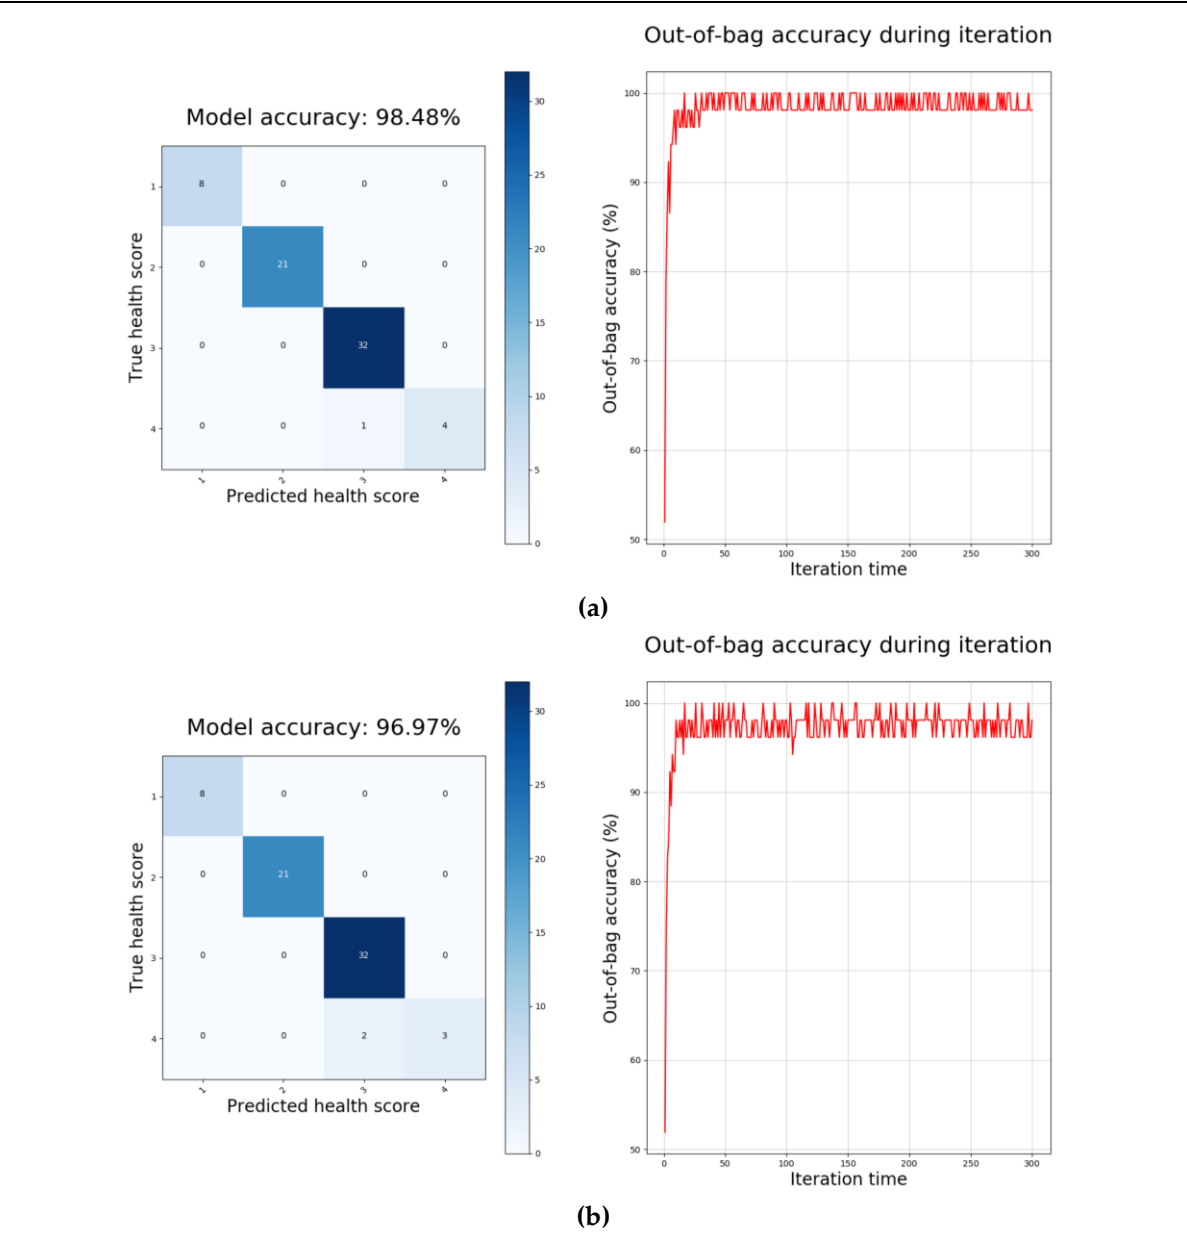 Out-of-bag accuracy during iteration
Model accuracy: 98.48%
True health score
1 8 0 0 0
2 0 21 0 0
3 0 0 32 0
4 0 0 1 4
1 2 3 4
Predicted health score
30
25
20
15
10
5
0
Out-of-bag accuracy (%)
100
90
80
70
60
50
0 50 100 150 200 250 300
Iteration time
(a)
Out-of-bag accuracy during iteration
Model accuracy: 96.97%
True health score
1 8 0 0 0
2 0 21 0 0
3 0 0 32 0
4 0 0 2 3
1 2 3 4
Predicted health score
30
25
20
15
10
5
0
Out-of-bag accuracy (%)
100
90
80
70
60
50
0 50 100 150 200 250 300
Iteration time
(b)